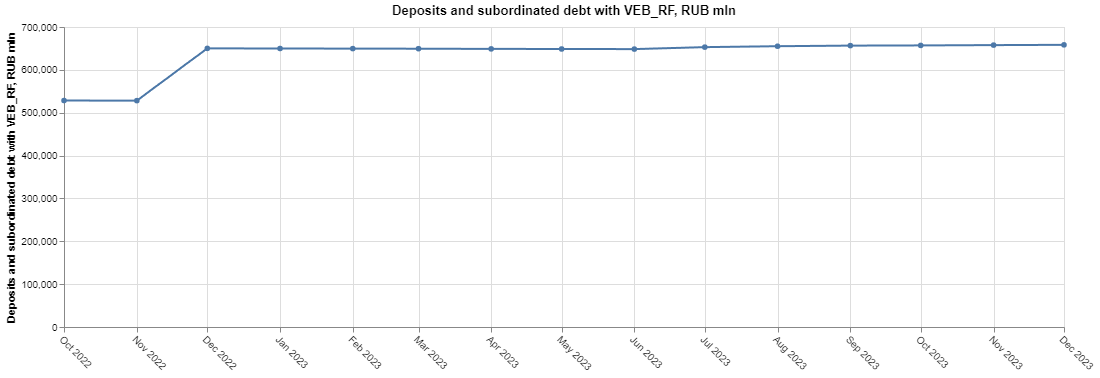 Deposits and subordinated debt with VEB_RF, RUB mln
Deposits and subordinated debt with VEB_RF, RUB mln
700,000
600,000
500,000
400,000
300,000
200,000
100,000
0
Oct 2022
Nov 2022
Dec 2022
Jan 2023
Feb 2023
Mar 2023
Apr 2023
May 2023
Jun 2023
Jul 2023
Aug 2023
Sep 2023
Oct 2023
Nov 2023
Dec 2023